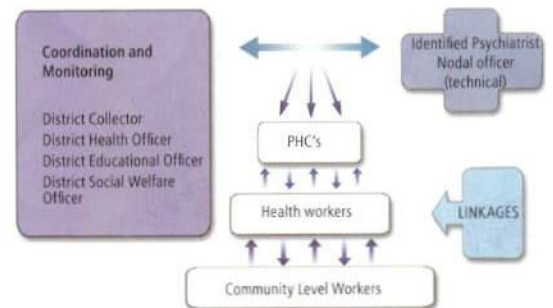 Coordination and
Monitoring
District Collector
District Health Officer
District Educational Officer
District Social Welfare
Officer
Identified Psychiatrist
Nodal officer
(technical)
PHC's
Health workers
LINKAGES
Community Level Workers